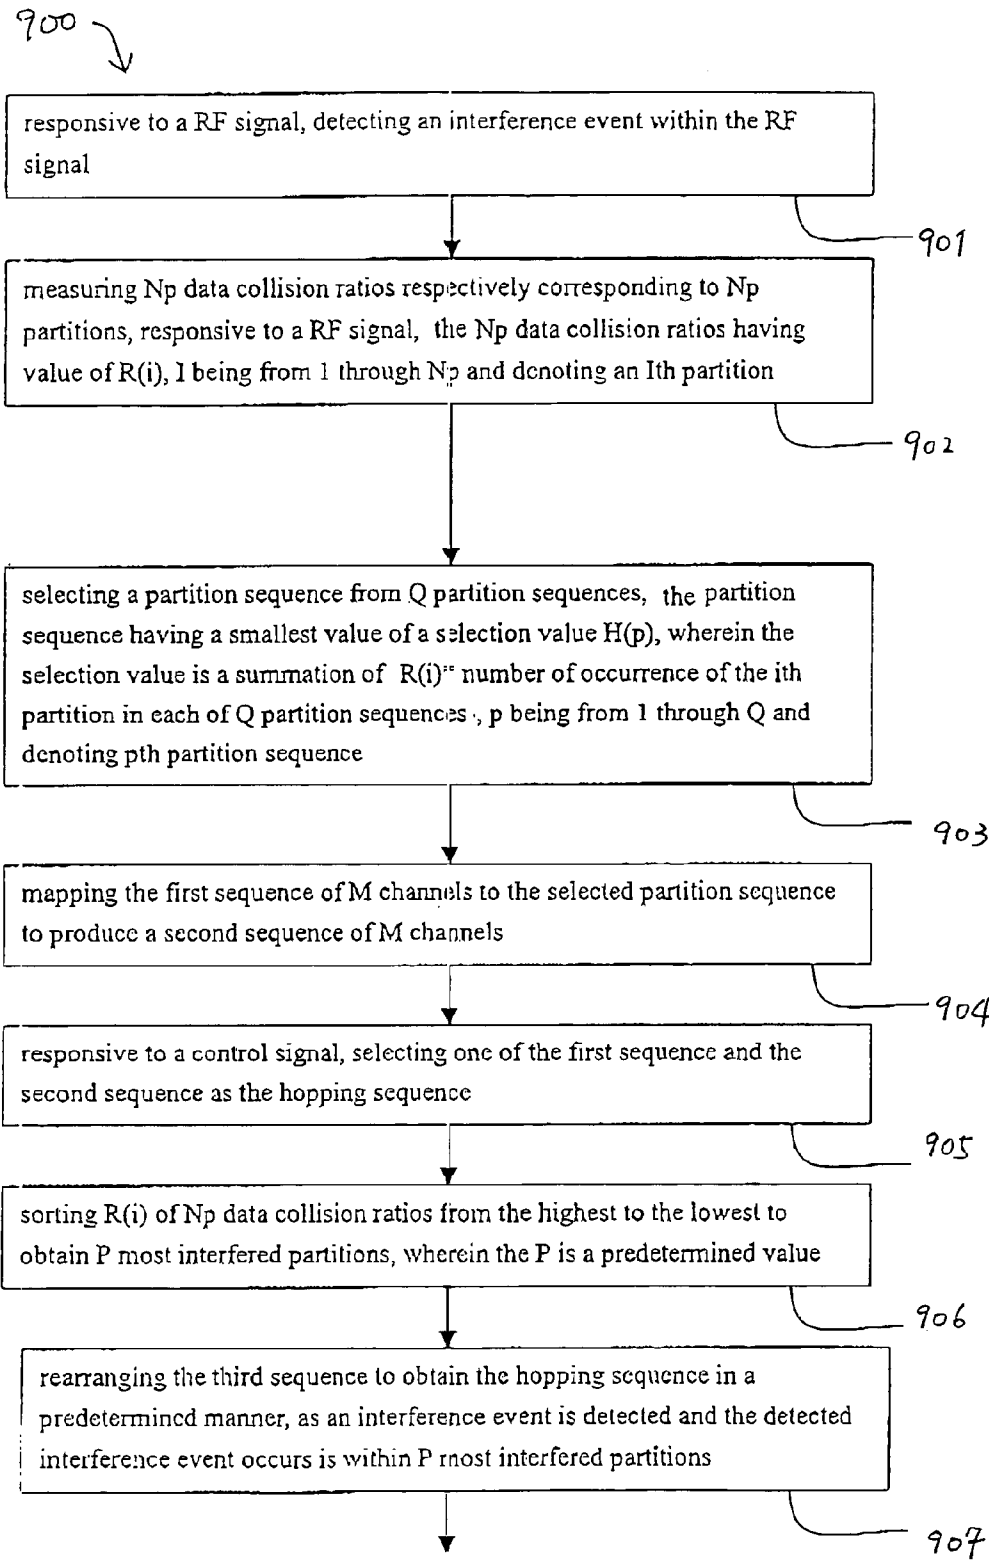 900
responsive to a RF signal, detecting an interference event within the RF
signal
901
measuring Np data collision ratios respectively corresponding to Np
partitions, responsive to a RF signal, the Np data collision ratios having
value of R(i), I being from 1 through Np and denoting an Ith partition
902
selecting a partition sequence from Q partition sequences, the partition
sequence having a smallest value of a selection value H(p), wherein the
selection value is a summation of R(i)* number of occurrence of the ith
partition in each of Q partition sequences , p being from 1 through Q and
denoting pth partition sequence
903
mapping the first sequence of M channels to the selected partition sequence
to produce a second sequence of M channels
904
responsive to a control signal, selecting one of the first sequence and the
second sequence as the hopping sequence
905
sorting R(i) of Np data collision ratios from the highest to the lowest to
obtain P most interfered partitions, wherein the P is a predetermined value
906
rearranging the third sequence to obtain the hopping sequence in a
predetermined manner, as an interference event is detected and the detected
interference event occurs is within P most interfered partitions
907